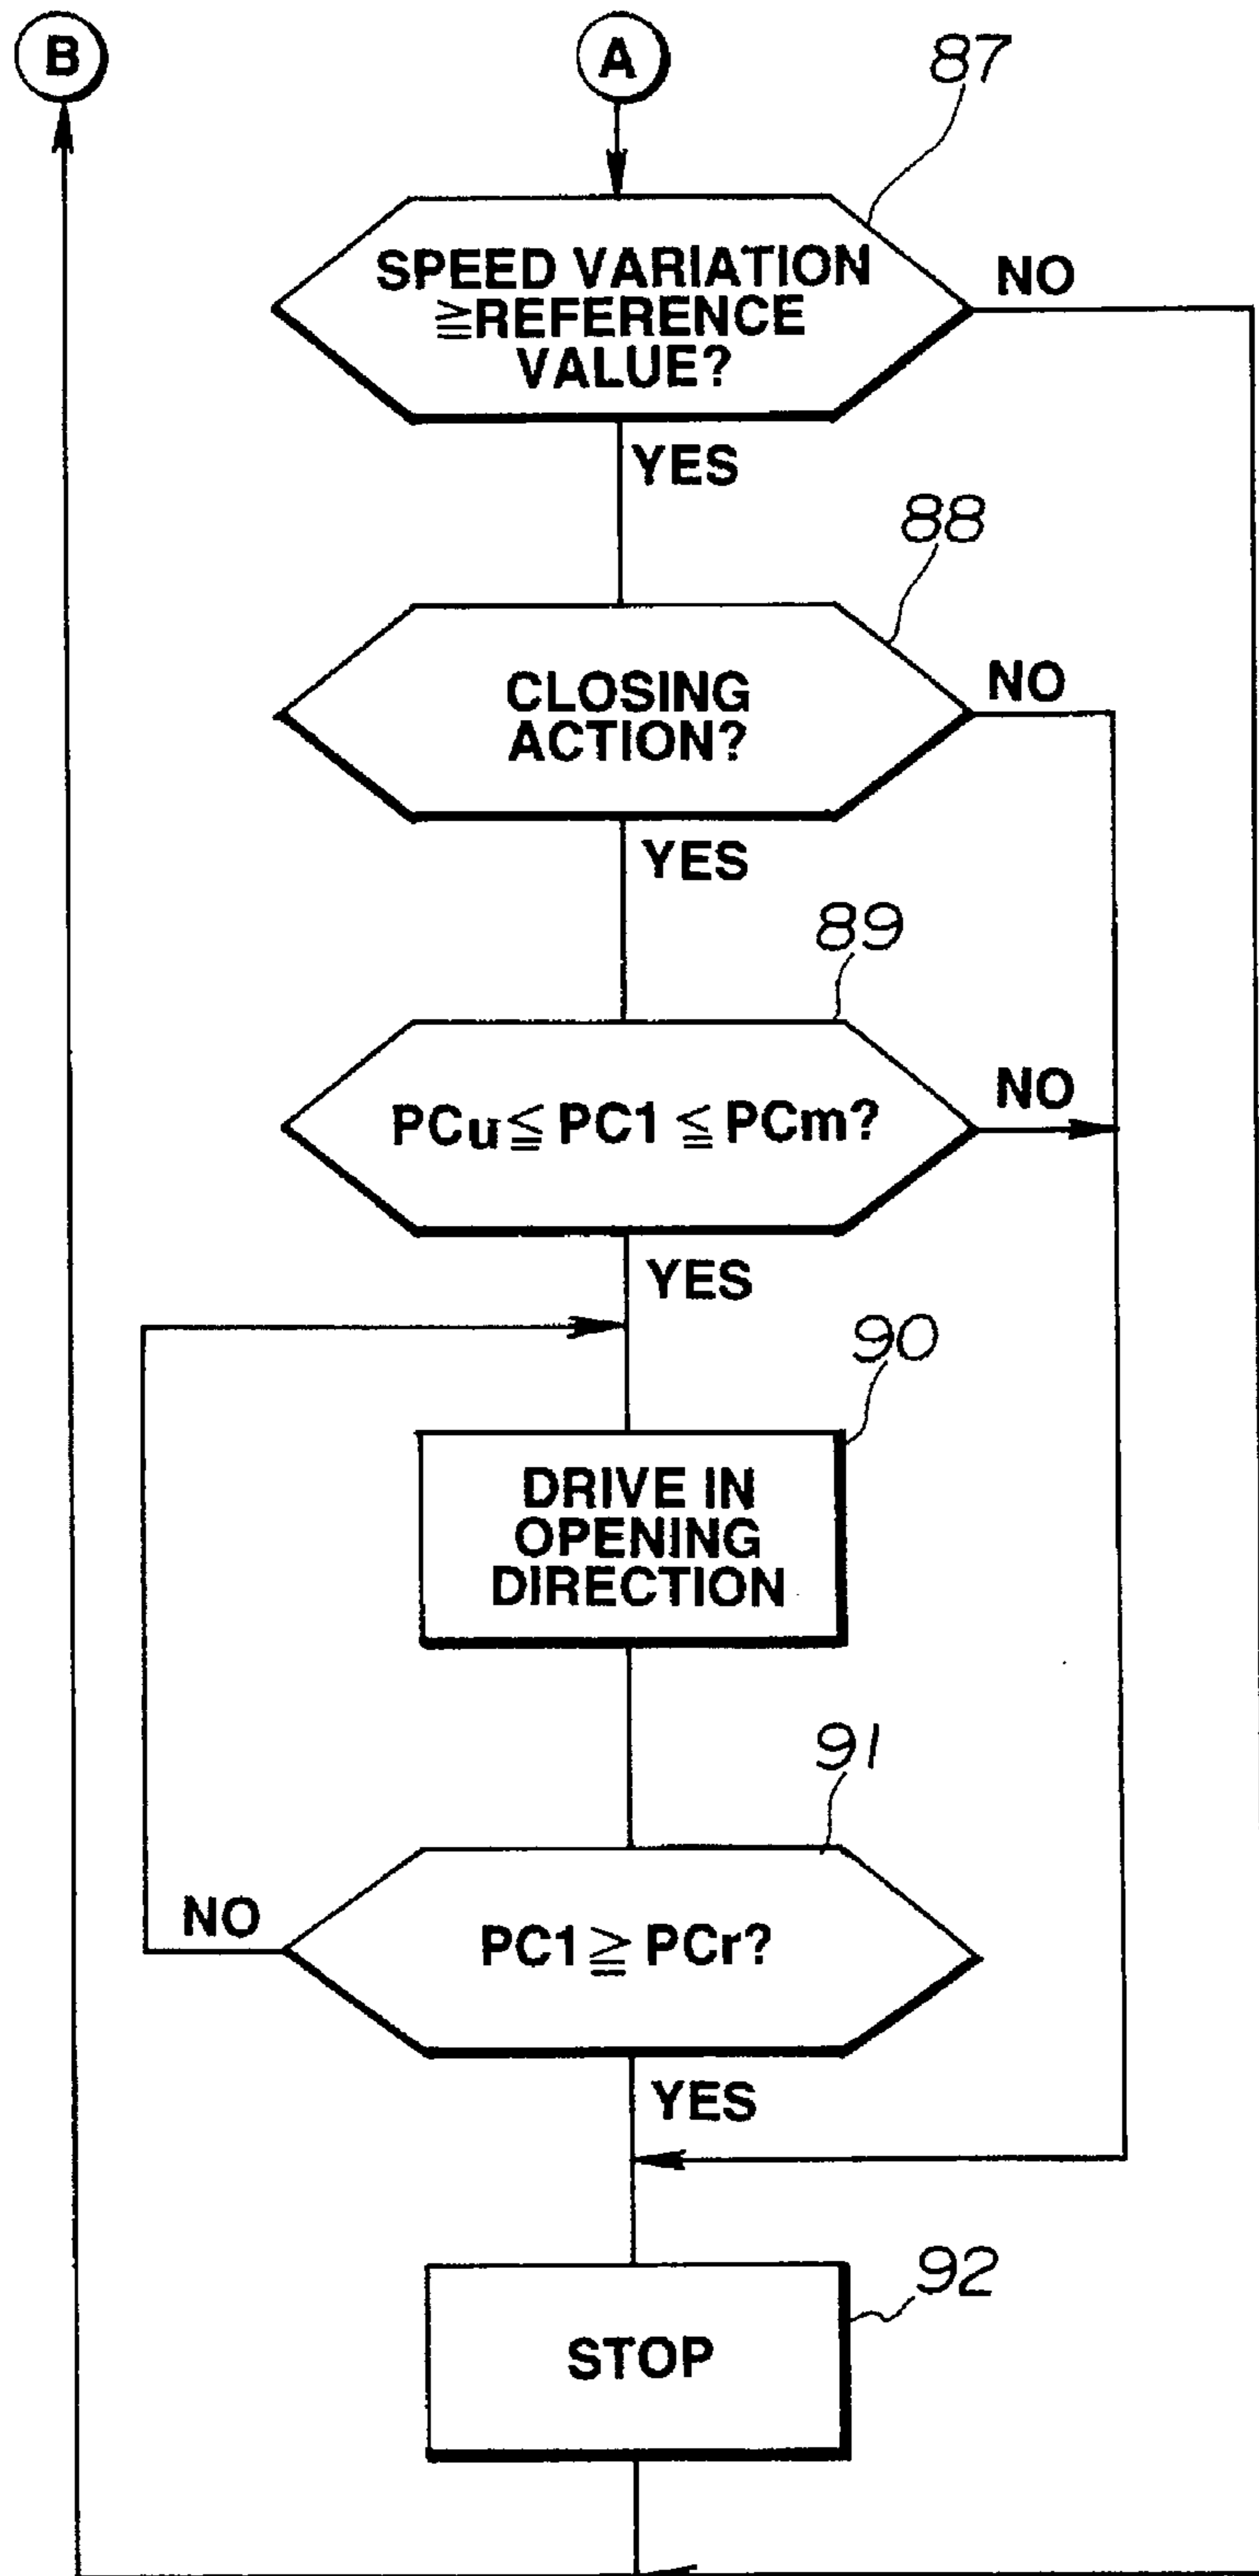 B
A
87
SPEED VARIATION
≧REFERENCE
VALUE?
NO
YES
88
CLOSING
ACTION?
NO
YES
89
PCu≦ PC1 ≦ PCm?
NO
YES
90
DRIVE IN
OPENING
DIRECTION
91
NO
PC1≧ PCr?
YES
92
STOP